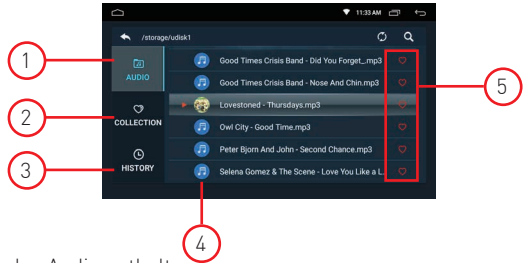 11:33 AM
/storage/udisk1
1
AUDIO
Good Times Crisis Band - Did You Forget_.mp3
Good Times Crisis Band - Nose And Chin.mp3
5
2
COLLECTION
Lovestoned - Thursdays.mp3
Owl City - Good Time.mp3
3
HISTORY
Peter Bjorn And John - Second Chance.mp3
Selena Gomez & The Scene - Love You Like a L..
4